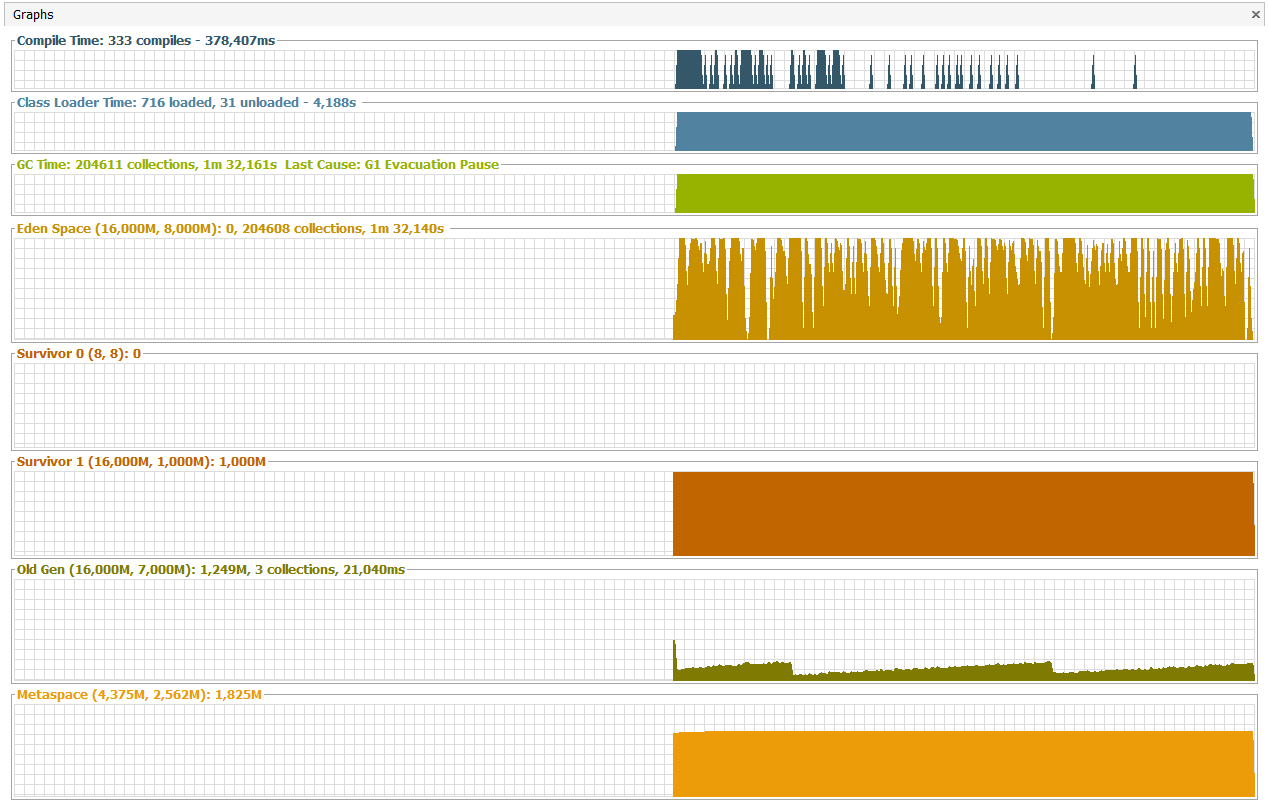 Graphs
Compile Time: 333 compiles - 378,407ms
Class Loader Time: 716 loaded, 31 unloaded - 4,188s
GC Time: 204611 collections, 1m 32,161s Last Cause: G1 Evacuation Pause
Eden Space (16,000M, 8,000M): 0, 204608 collections, 1m 32,140s
Survivor 0 (8, 8): 0
Survivor 1 (16,000M, 1,000M): 1,000M
Old Gen (16,000M, 7,000M): 1,249M, 3 collections, 21,040ms
Metaspace (4,375M, 2,562M): 1,825M